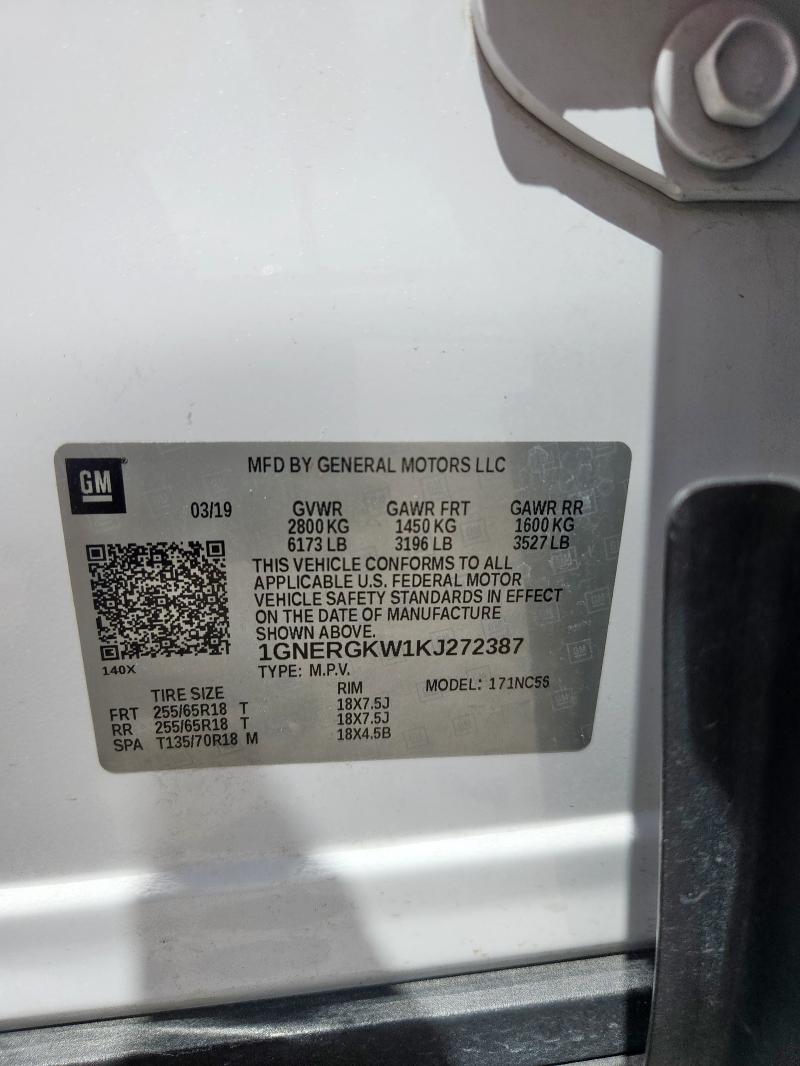 GM
MFD BY GENERAL MOTORS LLC
03/19 GVWR GAWR FRT GAWR RR
2800 KG 1450 KG 1600 KG
6173 LB 3196 LB 3527 LB
THIS VEHICLE CONFORMS TO ALL
APPLICABLE U.S. FEDERAL MOTOR
VEHICLE SAFETY STANDARDS IN EFFECT
ON THE DATE OF MANUFACTURE
SHOWN ABOVE.
1GNERGKW1KJ272387
140X
TYPE: M.P.V. MODEL: 171NC56
TIRE SIZE RIM
FRT 255/65R18 T 18X7.5J
RR 255/65R18 T 18X7.5J
SPA T135/70R18 M 18X4.5B